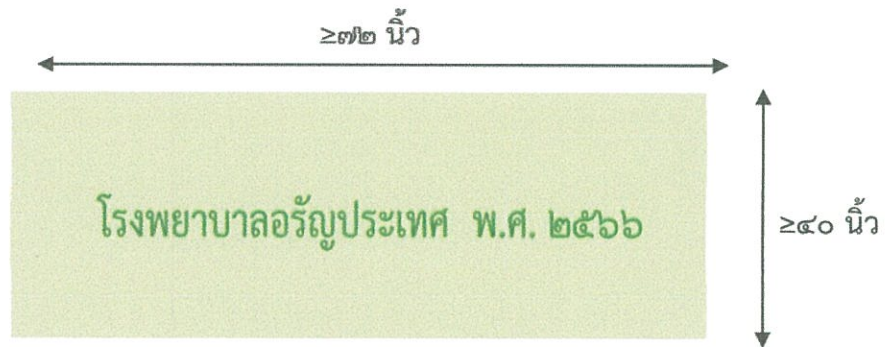 ≥๗๒ นิ้ว
โรงพยาบาลอรัญประเทศ พ.ศ. ๒๕๖๖
≥๔๐ นิ้ว